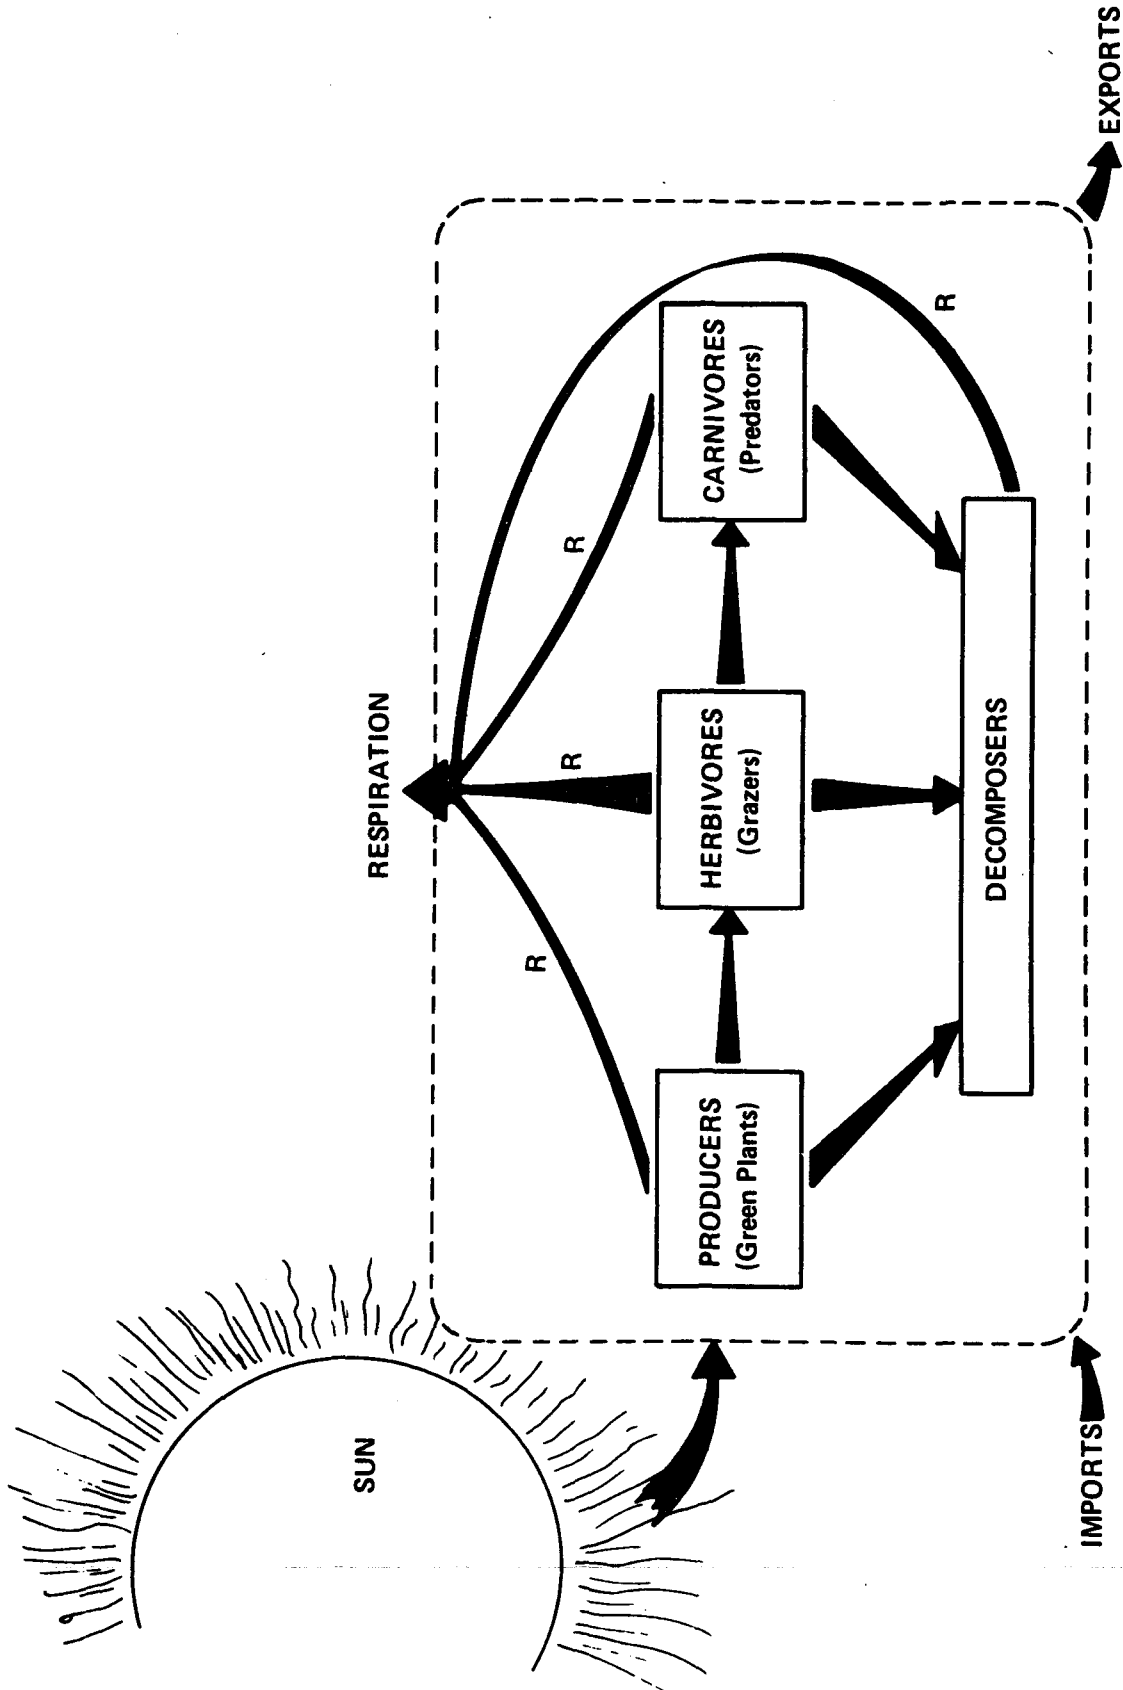 SUN
RESPIRATION
R
R
R
R
PRODUCERS
(Green Plants)
HERBIVORES
(Grazers)
CARNIVORES
(Predators)
DECOMPOSERS
IMPORTS
EXPORTS